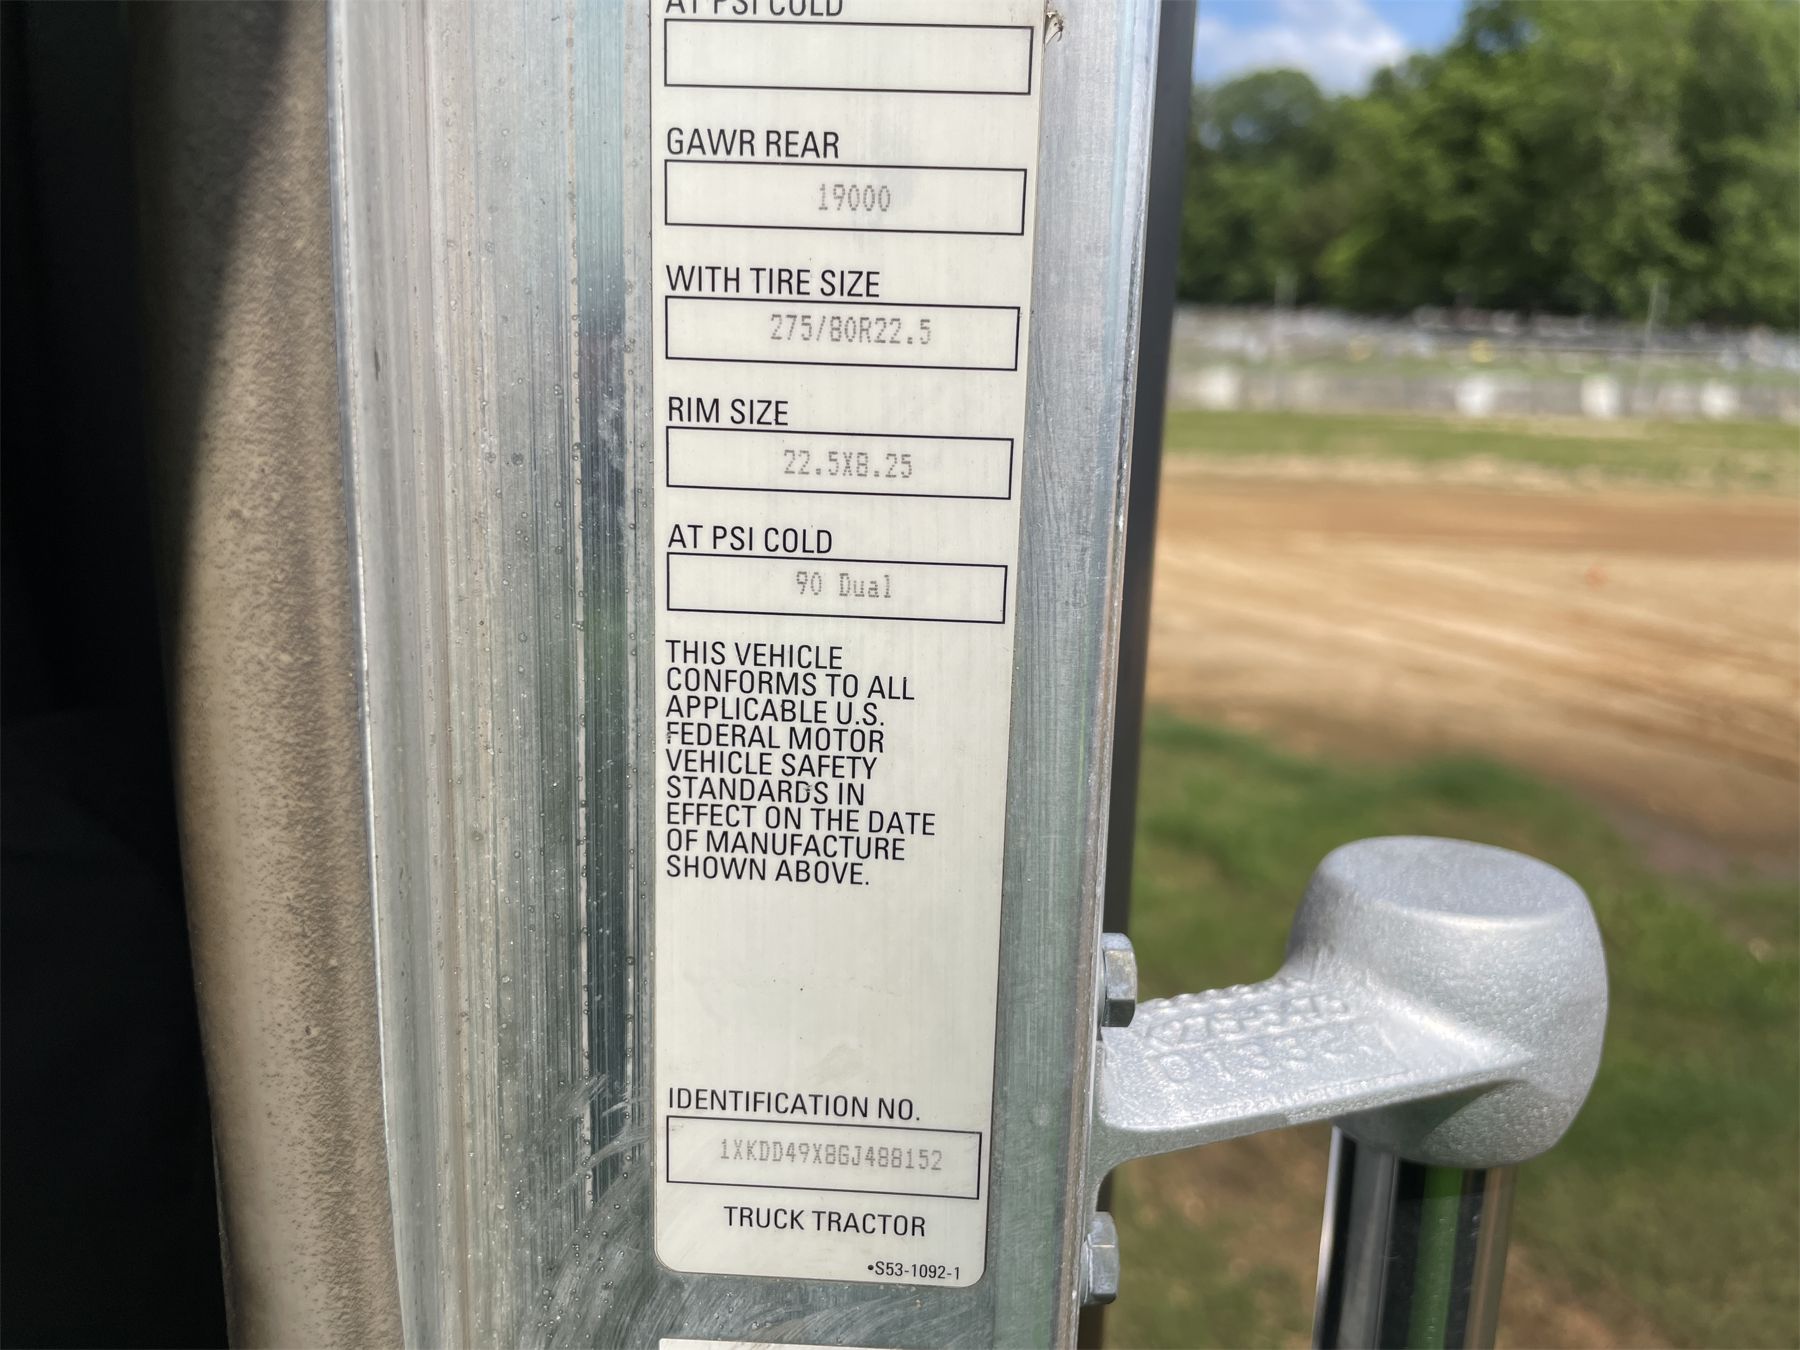 AT PSI COLD
GAWR REAR
19000
WITH TIRE SIZE
275/80R22.5
RIM SIZE
22.5X8.25
AT PSI COLD
90 Dual
THIS VEHICLE
CONFORMS TO ALL
APPLICABLE U.S.
FEDERAL MOTOR
VEHICLE SAFETY
STANDARDS IN
EFFECT ON THE DATE
OF MANUFACTURE
SHOWN ABOVE.
IDENTIFICATION NO.
1XKDD49X8GJ488152
TRUCK TRACTOR
•S53-1092-1